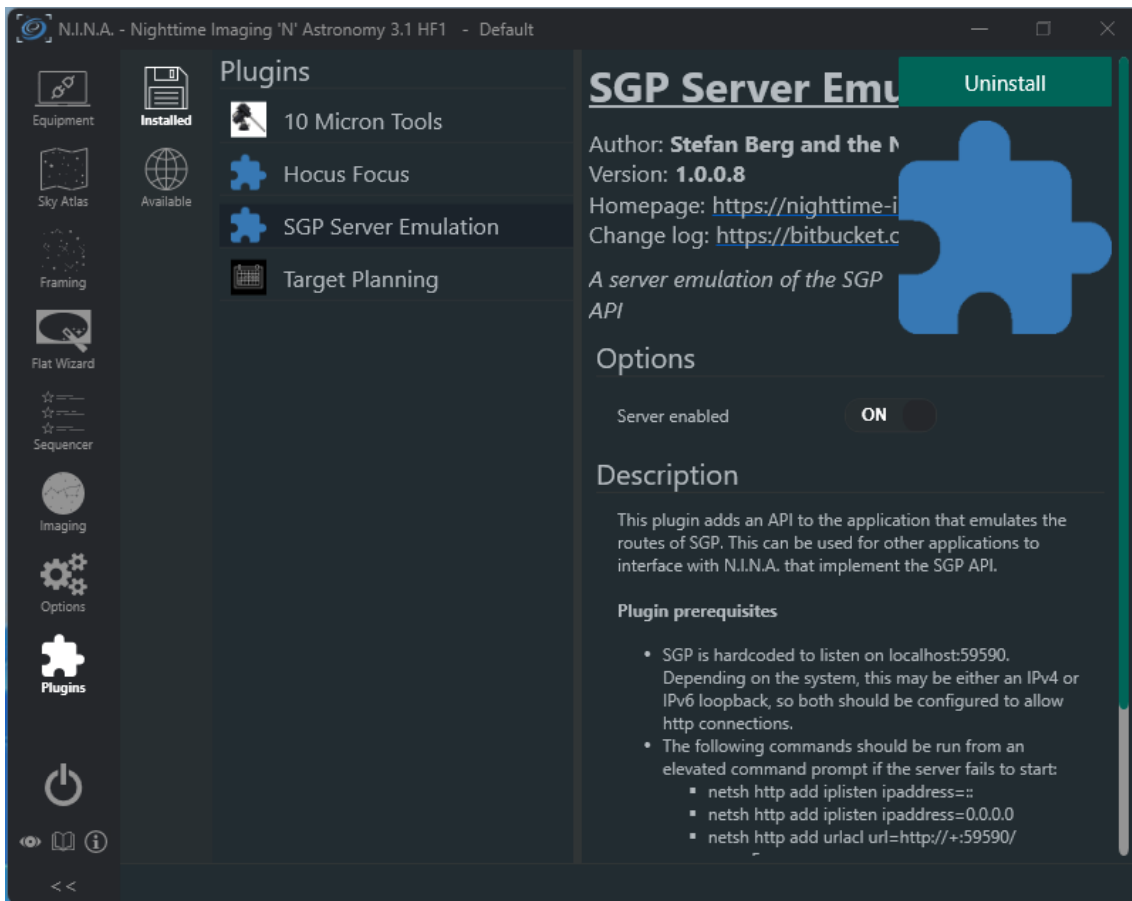 N.I.N.A. - Nighttime Imaging 'N' Astronomy 3.1 HF1 - Default
Equipment
Sky Atlas
Framing
Flat Wizard
Sequencer
Imaging
Options
Plugins
<<
Installed
Available
Plugins
10 Micron Tools
Hocus Focus
SGP Server Emulation
Target Planning
SGP Server Emu
Uninstall
Author: Stefan Berg and the N
Version: 1.0.0.8
Homepage: https://nighttime-i
Change log: https://bitbucket.c
A server emulation of the SGP
API
Options
Server enabled
ON
Description
This plugin adds an API to the application that emulates the
routes of SGP. This can be used for other applications to
interface with N.I.N.A. that implement the SGP API.
Plugin prerequisites
• SGP is hardcoded to listen on localhost:59590.
Depending on the system, this may be either an IPv4 or
IPv6 loopback, so both should be configured to allow
http connections.
• The following commands should be run from an
elevated command prompt if the server fails to start:
▪ netsh http add iplisten ipaddress=::
▪ netsh http add iplisten ipaddress=0.0.0.0
▪ netsh http add urlacl url=http://+:59590/